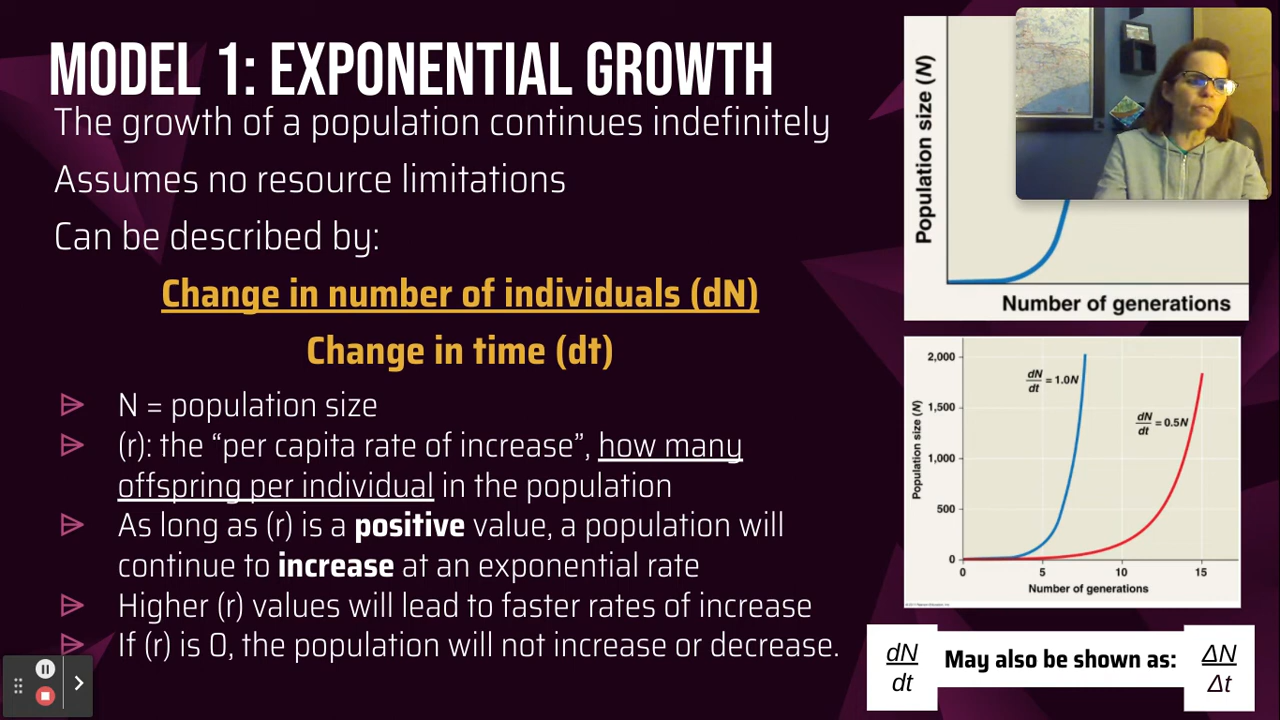 MODEL 1: EXPONENTIAL GROWTH
The growth of a population continues indefinitely
Assumes no resource limitations
Can be described by:
Change in number of individuals (dN)
Change in time (dt)
N = population size
(r): the “per capita rate of increase”, how many
offspring per individual in the population
As long as (r) is a positive value, a population will
continue to increase at an exponential rate
Higher (r) values will lead to faster rates of increase
If (r) is 0, the population will not increase or decrease.
Population size (N)
Number of generations
2,000
1,500
1,000
500
0
dN
dt
= 1.0N
dN
dt
= 0.5N
Population size (N)
0 5 10 15
Number of generations
dN
dt
May also be shown as:
ΔN
Δt